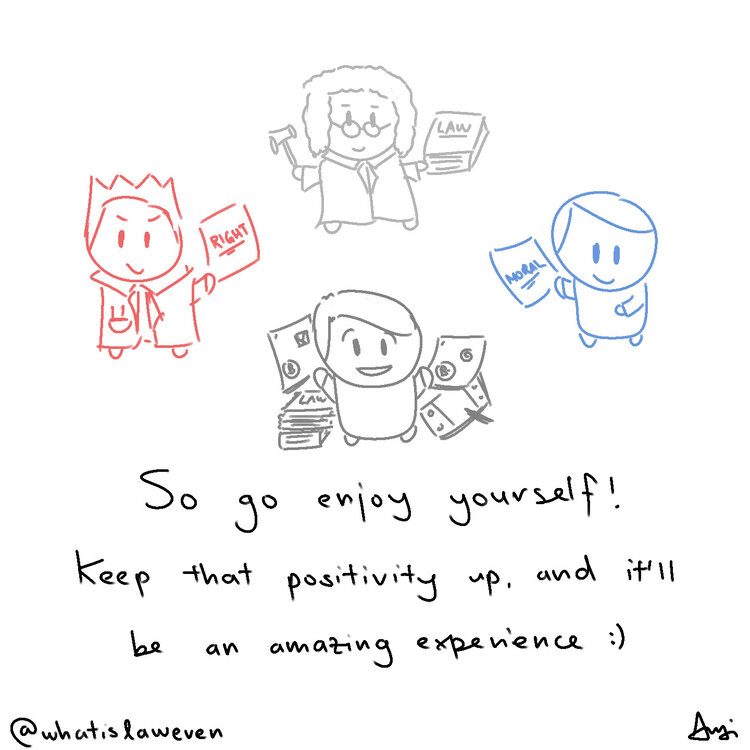 LAW
RIGHT
MORAL
LAW
So go enjoy yourself!
Keep that positivity up, and it'll
be an amazing experience :)
@whatislaweven